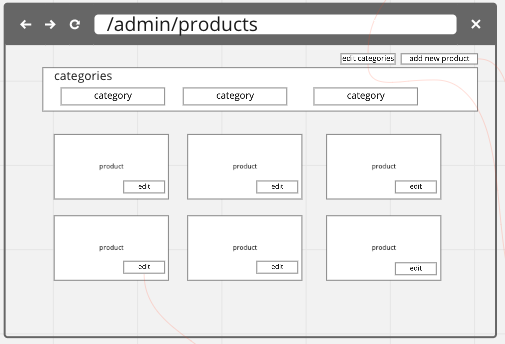 /admin/products
edit categories
add new product
categories
category
category
category
product
edit
product
edit
product
edit
product
edit
product
edit
product
edit